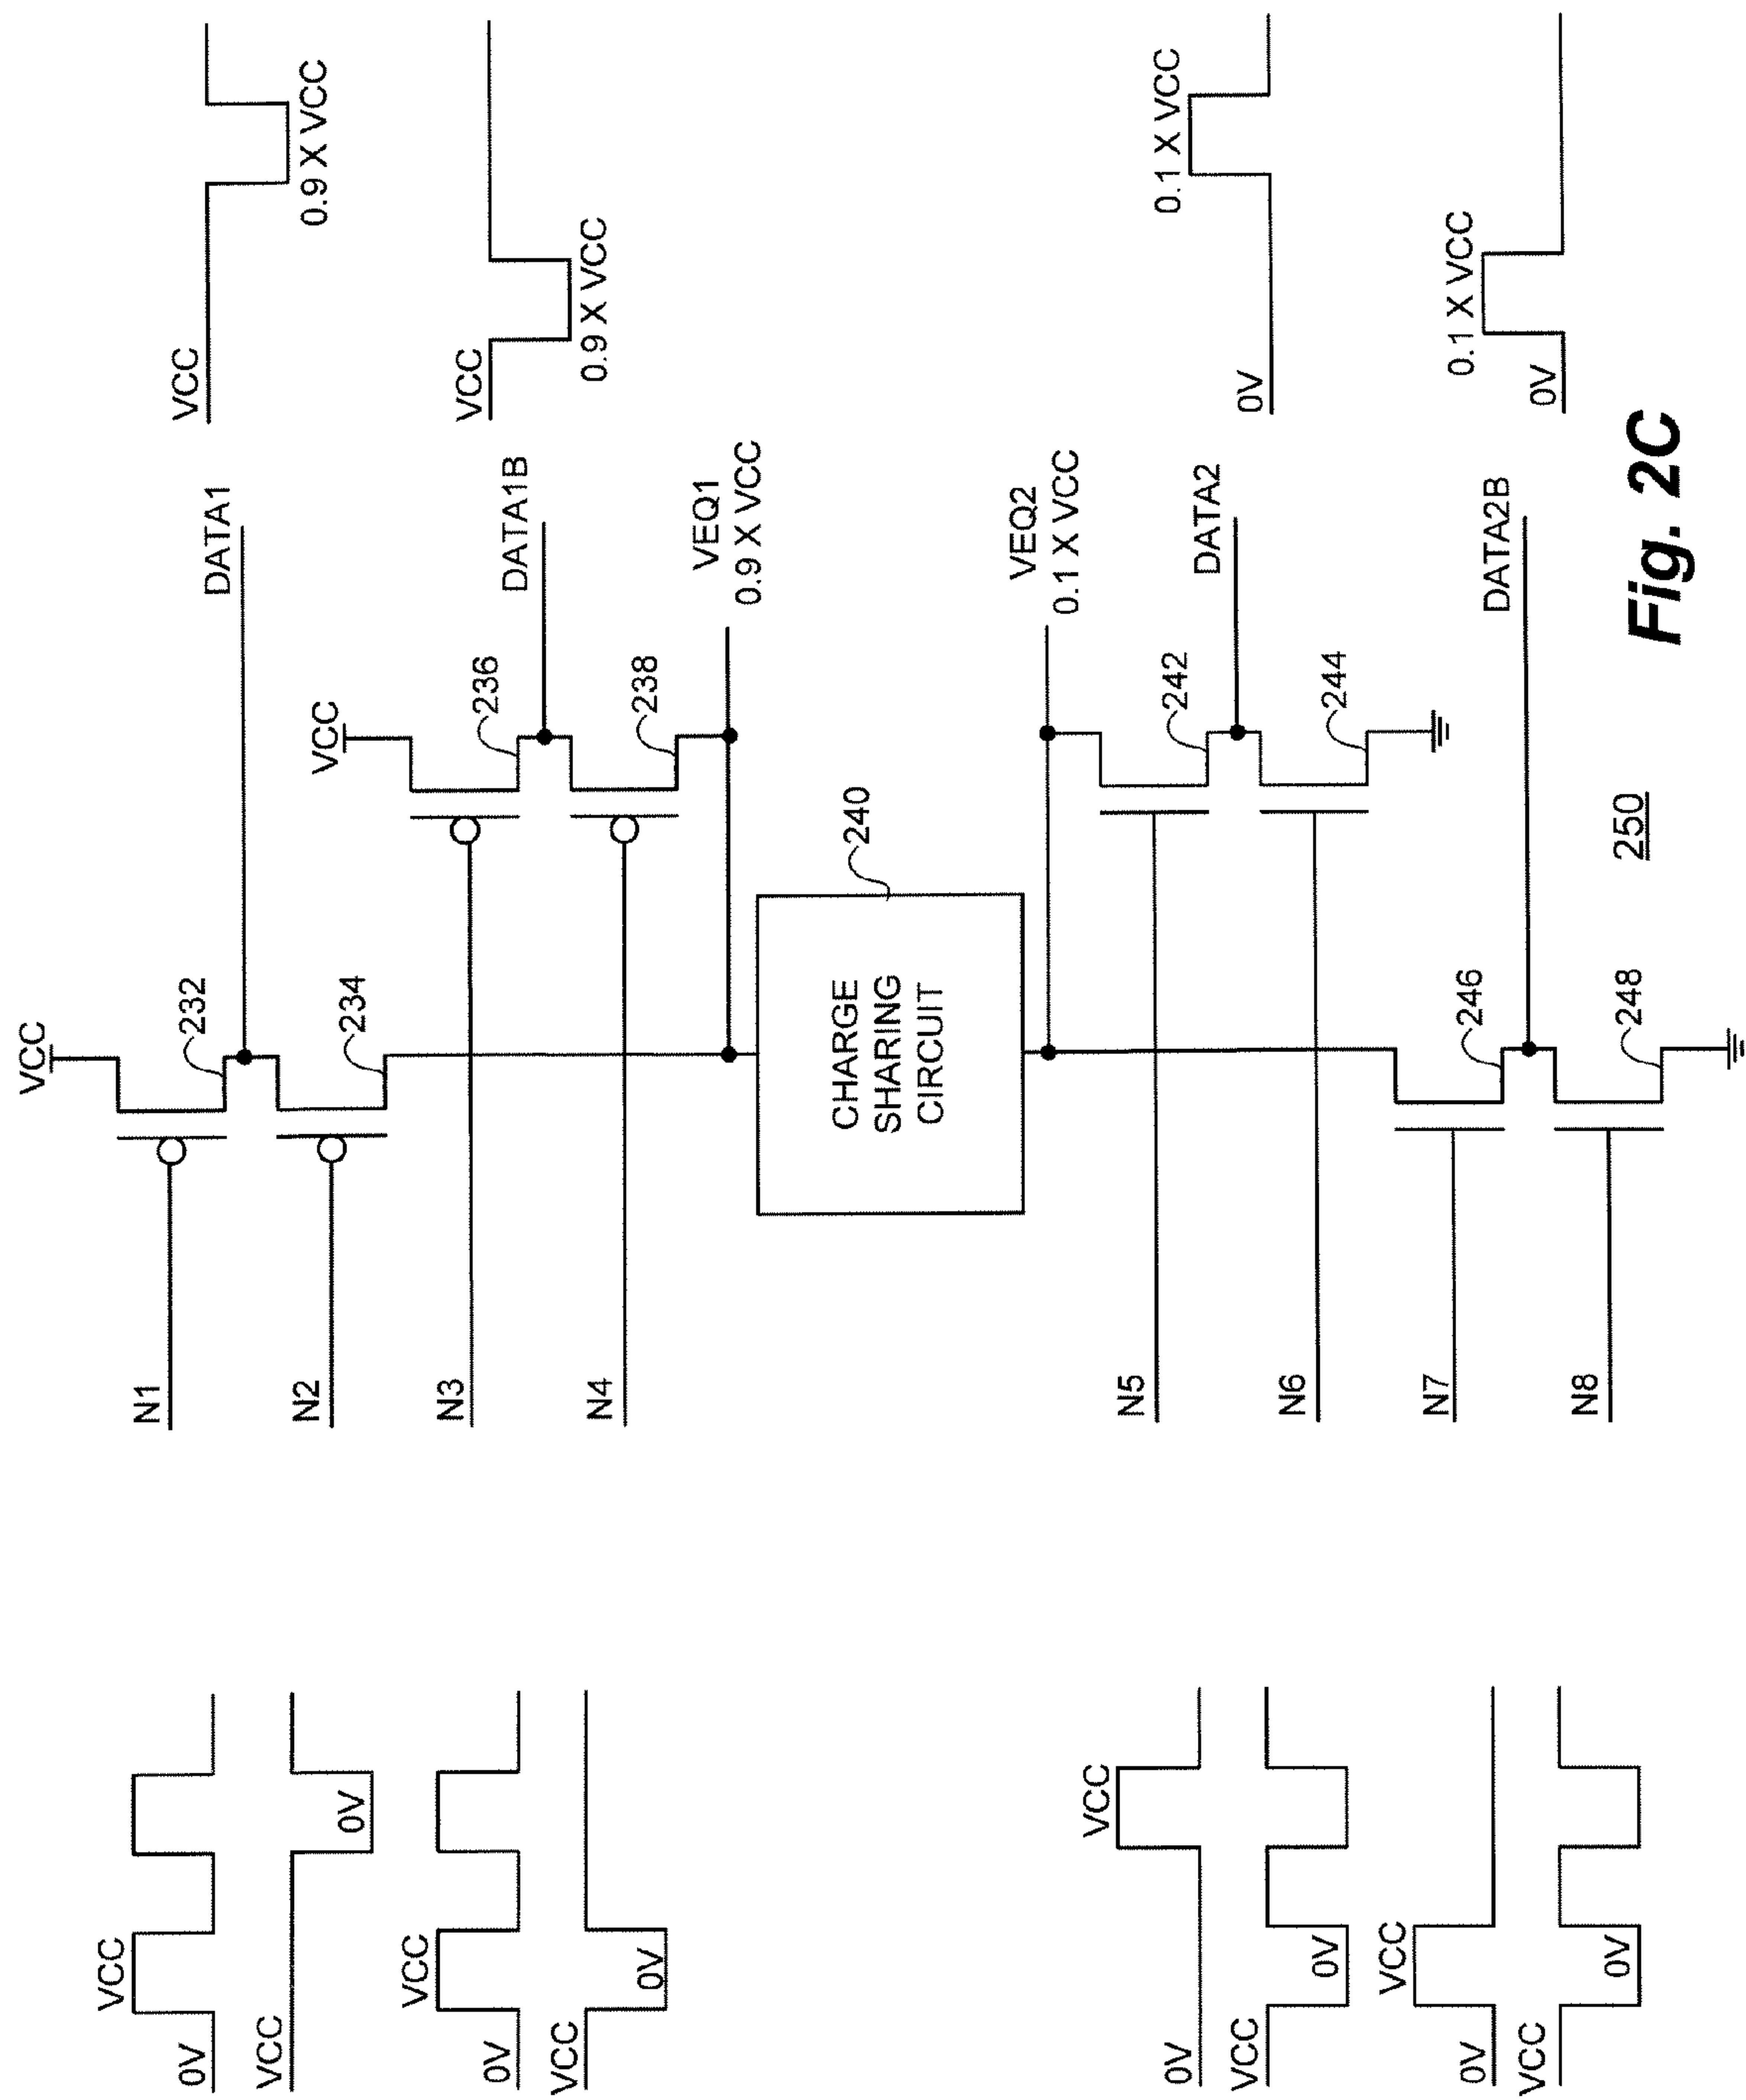 VCC
0V
VCC
0V
VCC
0V
VCC
0V
VCC
0V
VCC
0V
VCC
0V
VCC
0V
N1
N2
N3
N4
N5
N6
N7
N8
VCC
232
234
VCC
236
238
CHARGE
SHARING
CIRCUIT
240
242
244
246
248
DATA1
DATA1B
VEQ1
0.9 X VCC
VEQ2
0.1 X VCC
DATA2
DATA2B
VCC
0.9 X VCC
VCC
0.9 X VCC
0V
0.1 X VCC
0V
0.1 X VCC
250
Fig. 2C